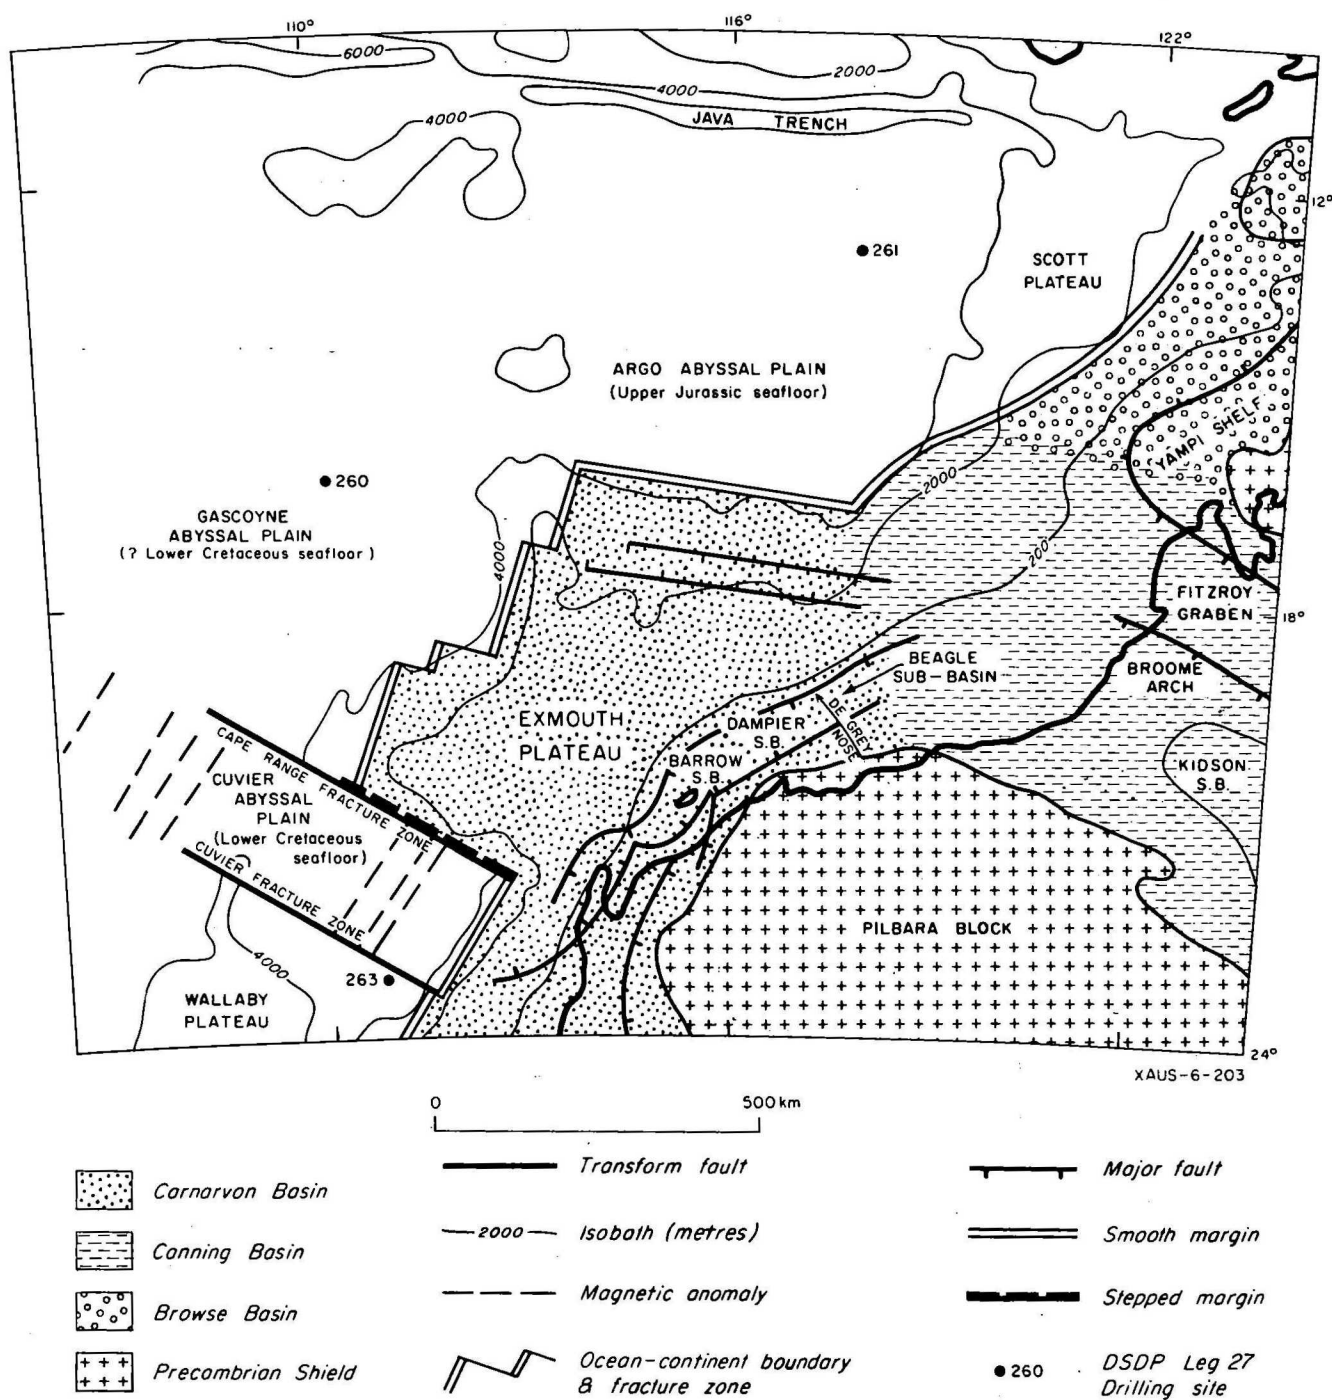 110°
116°
122°
6000
2000
4000
4000
JAVA TRENCH
12°
261
SCOTT
PLATEAU
ARGO ABYSSAL PLAIN
(Upper Jurassic seafloor)
YAMPI SHELF
2000
260
GASCOYNE
ABYSSAL PLAIN
(? Lower Cretaceous seafloor)
4000
200
FITZROY
GRABEN
18°
BEAGLE
SUB-BASIN
BROOME
ARCH
EXMOUTH
PLATEAU
DAMPIER
S.B.
DE GREY
NOSE
BARROW
S.B.
KIDSON
S.B.
CAPE RANGE FRACTURE ZONE
CUVIER
ABYSSAL
PLAIN
(Lower Cretaceous
seafloor)
CUVIER FRACTURE ZONE
PILBARA BLOCK
4000
263
WALLABY
PLATEAU
24°
XAUS-6-203
0
500 km
Carnarvon Basin
Canning Basin
Browse Basin
Precambrian Shield
Transform fault
2000 Isobath (metres)
Magnetic anomaly
Ocean-continent boundary
& fracture zone
Major fault
Smooth margin
Stepped margin
260 DSDP Leg 27
Drilling site